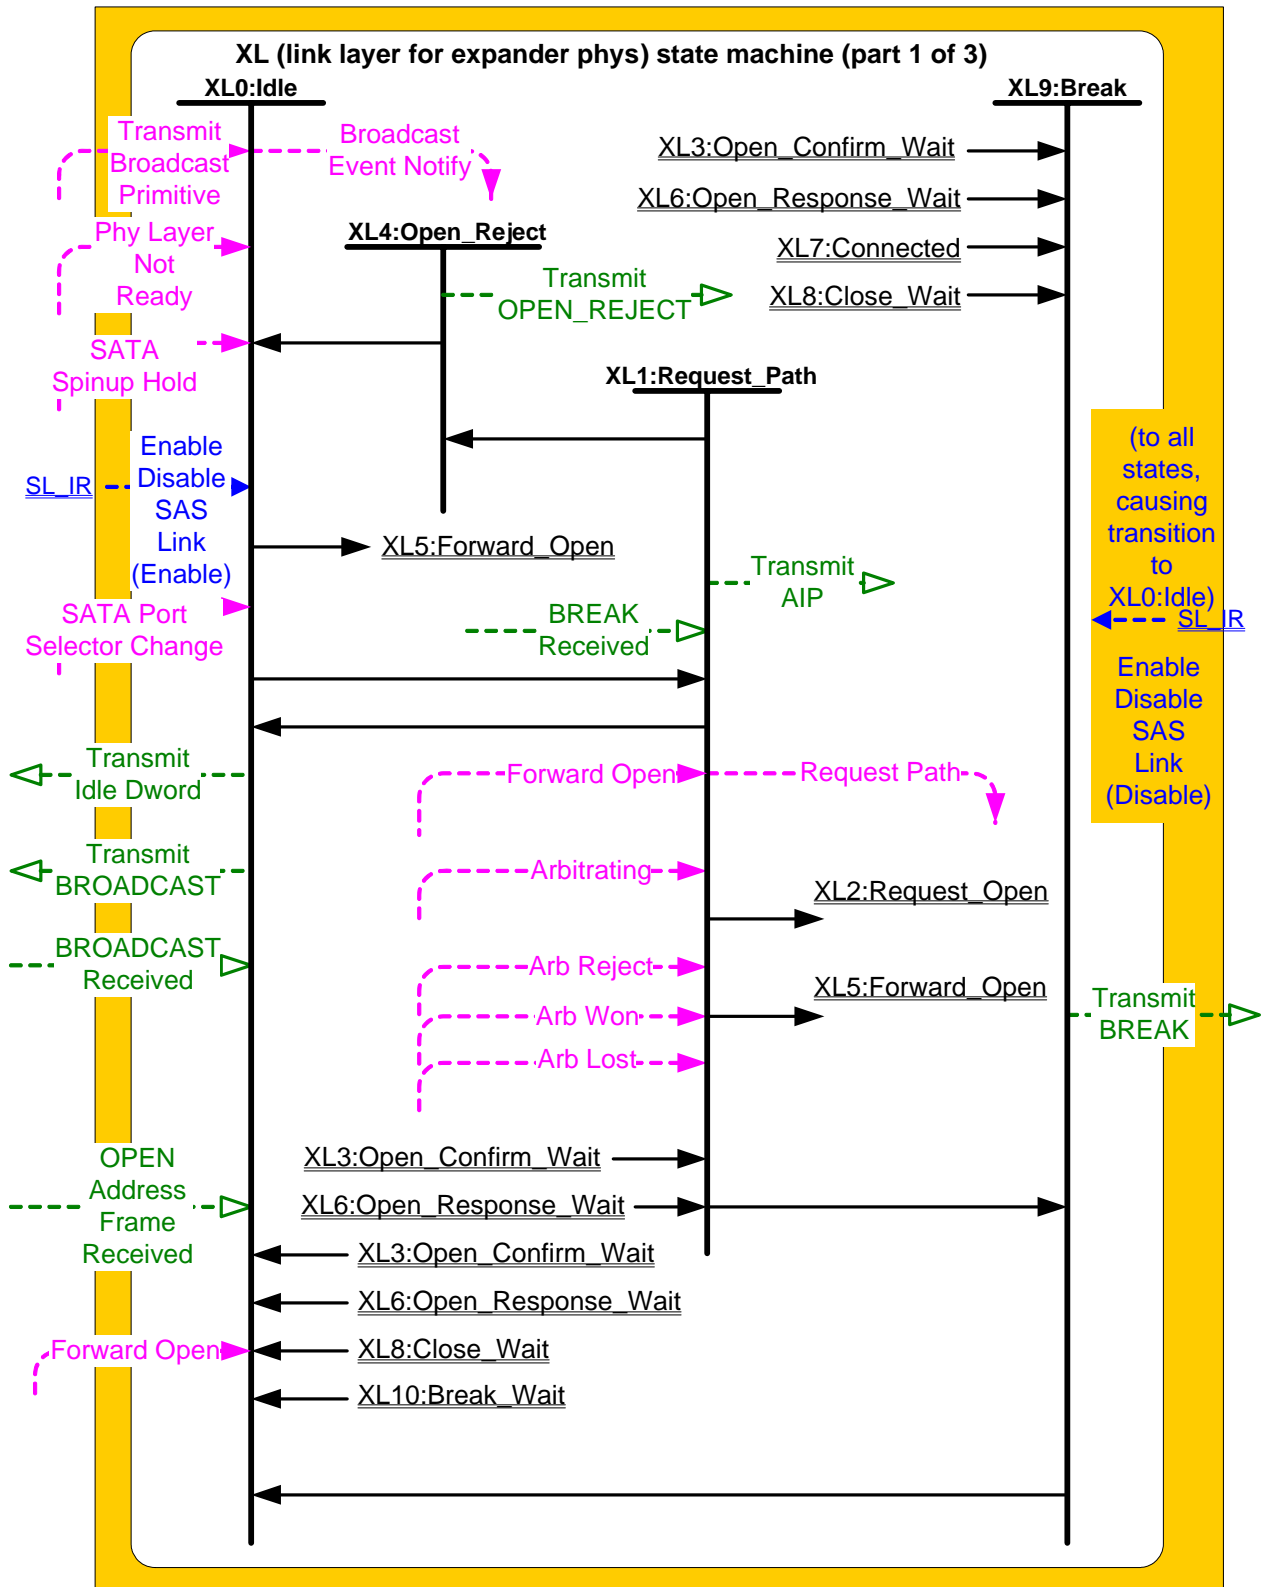 XL (link layer for expander phys) state machine (part 1 of 3)
XL0:Idle
XL9:Break
Transmit
Broadcast
Primitive
Broadcast
Event Notify
XL3:Open_Confirm_Wait
XL6:Open_Response_Wait
XL7:Connected
XL8:Close_Wait
Phy Layer
Not
Ready
XL4:Open_Reject
Transmit
OPEN_REJECT
SATA
Spinup Hold
XL1:Request_Path
Enable
Disable
SAS
Link
(Enable)
SL_IR
XL5:Forward_Open
(to all
states,
causing
transition
to
XL0:Idle)
SL_IR
Enable
Disable
SAS
Link
(Disable)
Transmit
AIP
SATA Port
Selector Change
BREAK
Received
Transmit
Idle Dword
Forward Open
Request Path
Transmit
BROADCAST
Arbitrating
XL2:Request_Open
BROADCAST
Received
Arb Reject
XL5:Forward_Open
Arb Won
Transmit
BREAK
Arb Lost
OPEN
Address
Frame
Received
XL3:Open_Confirm_Wait
XL6:Open_Response_Wait
XL3:Open_Confirm_Wait
XL6:Open_Response_Wait
Forward Open
XL8:Close_Wait
XL10:Break_Wait